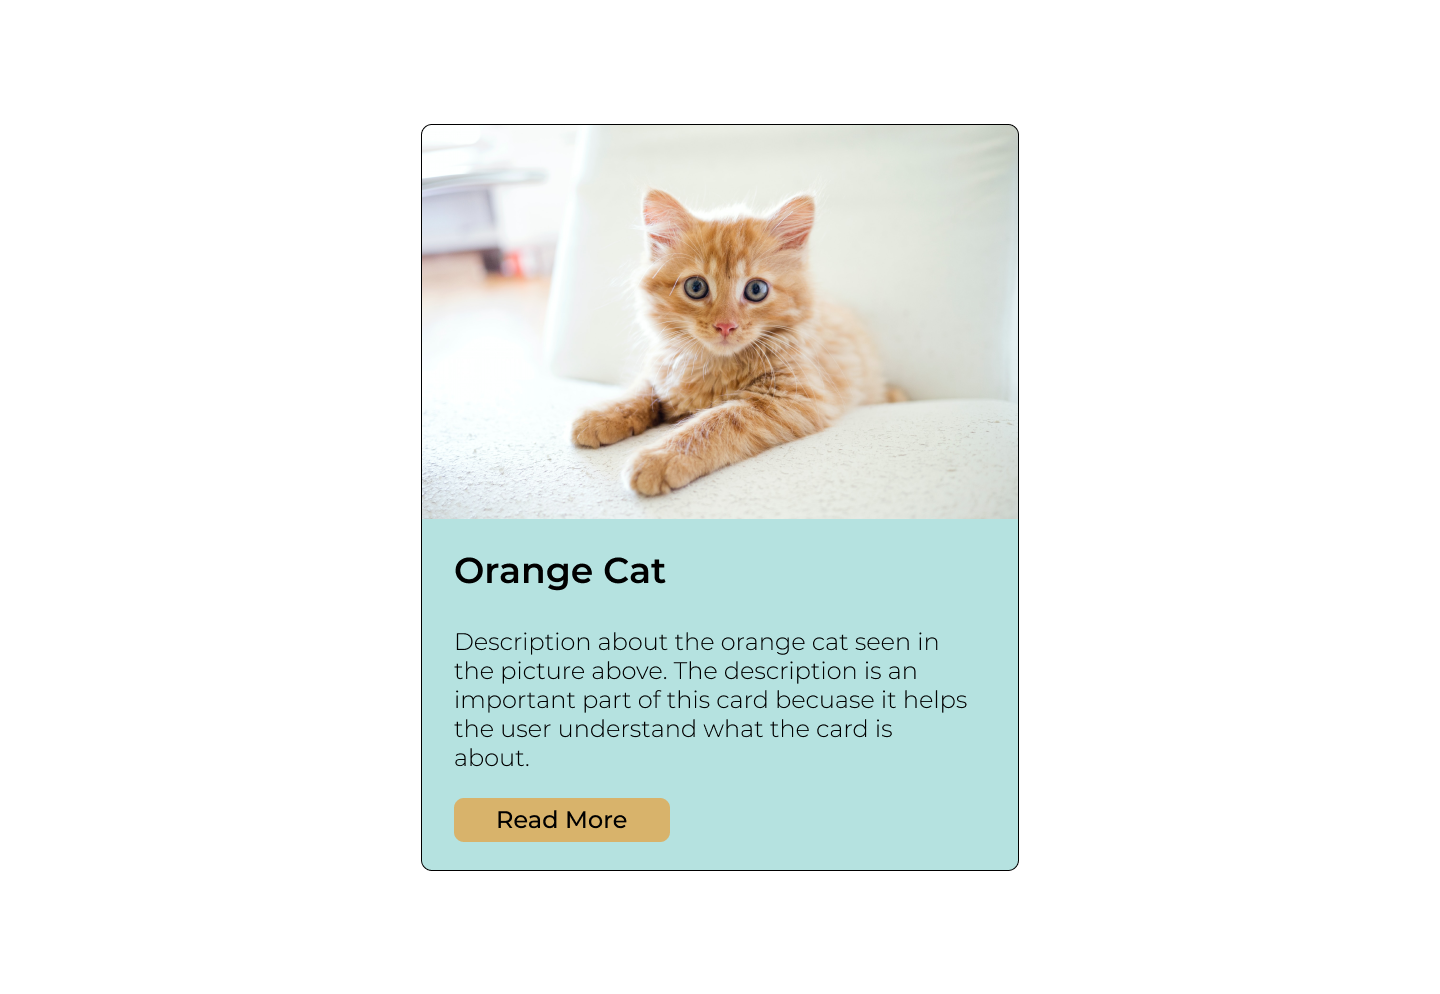 Orange Cat
Description about the orange cat seen in
the picture above. The description is an
important part of this card becuase it helps
the user understand what the card is
about.
Read More